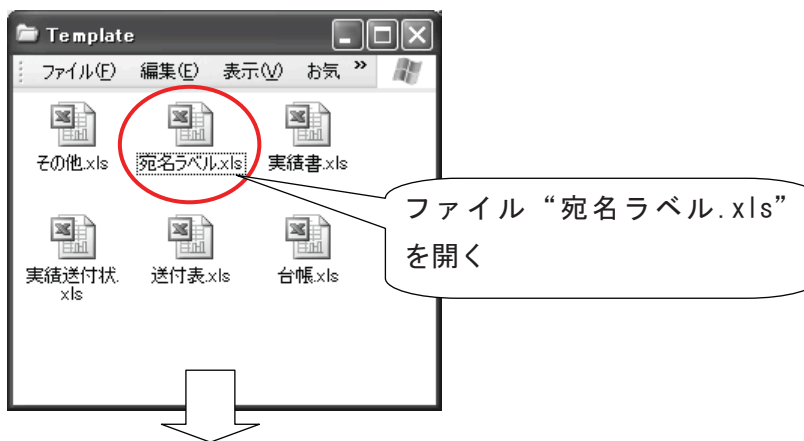 Template
ファイル(F) 編集(E) 表示(V) お気 »
その他.xls 宛名ラベル.xls 実績書.xls
ファイル“宛名ラベル.xls”
を開く
実績送付状.
xls
送付表.xls 台帳.xls